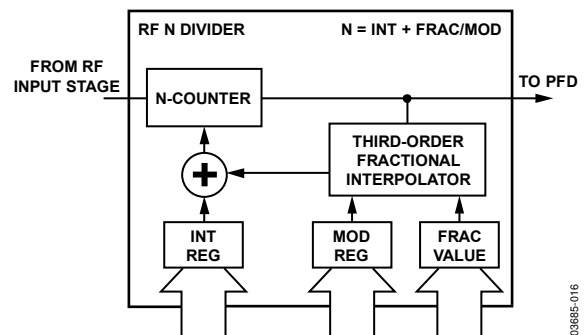 RF N DIVIDER
N = INT + FRAC/MOD
FROM RF
INPUT STAGE
TO PFD
N-COUNTER
THIRD-ORDER
FRACTIONAL
INTERPOLATOR
+
INT
REG
MOD
REG
FRAC
VALUE
03685-016